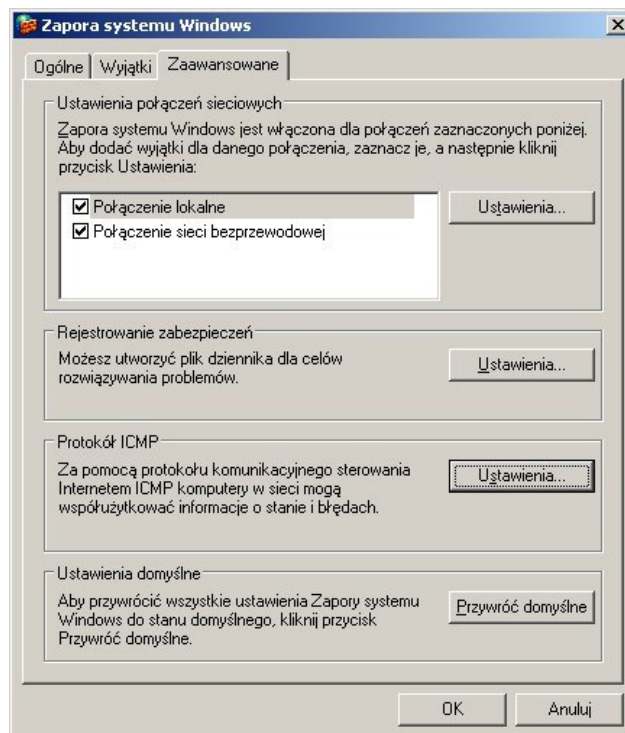 Zapora systemu Windows
Ogólne Wyjątki Zaawansowane
Ustawienia połączeń sieciowych
Zapora systemu Windows jest włączona dla połączeń zaznaczonych poniżej.
Aby dodać wyjątki dla danego połączenia, zaznacz je, a następnie kliknij
przycisk Ustawienia:
Połączenie lokalne
Połączenie sieci bezprzewodowej
Ustawienia...
Rejestrowanie zabezpieczeń
Możesz utworzyć plik dziennika dla celów
rozwiązywania problemów.
Ustawienia...
Protokół ICMP
Za pomocą protokołu komunikacyjnego sterowania
Internetem ICMP komputery w sieci mogą
współużytkować informacje o stanie i błędach.
Ustawienia...
Ustawienia domyślne
Aby przywrócić wszystkie ustawienia Zapory systemu
Windows do stanu domyślnego, kliknij przycisk
Przywróć domyślne.
Przywróć domyślne
OK Anuluj